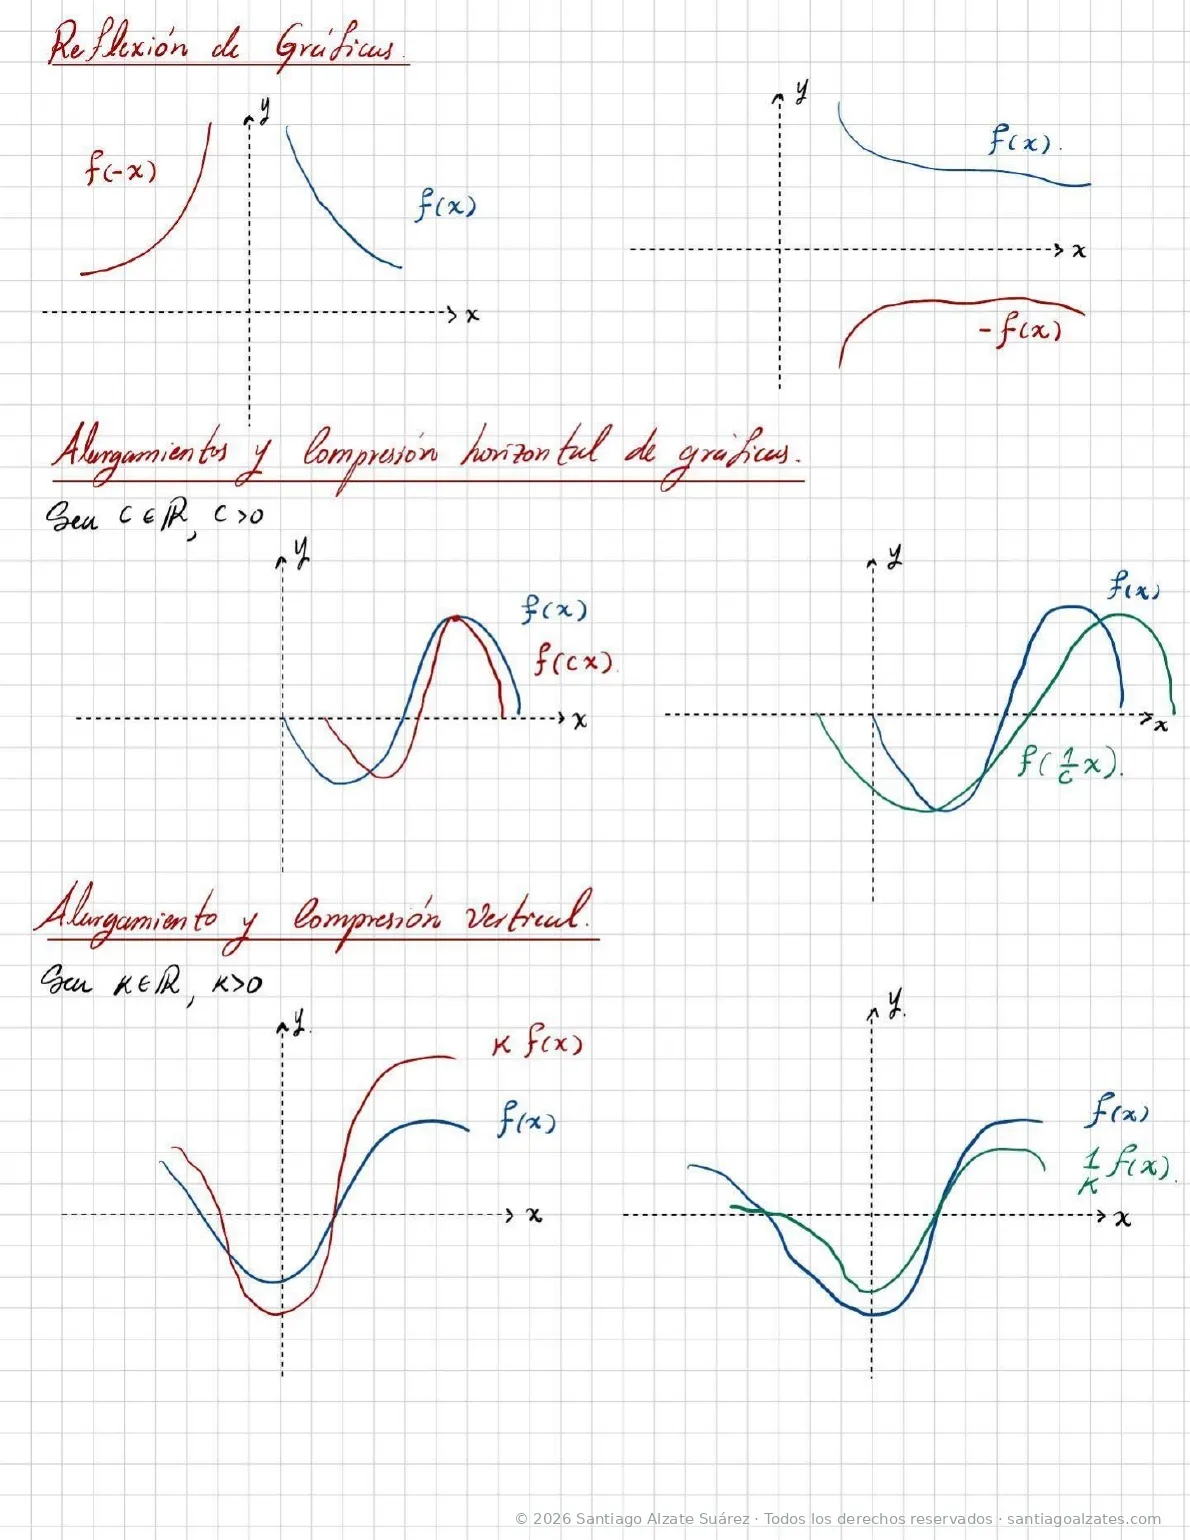 Reflexión de Gráficas.
y
f(-x)
f(x)
x
y
f(x).
x
-f(x)
Alargamientos y Compresión horizontal de gráficas.
Sea C ∈ ℝ, C > 0
y
f(x)
f(cx).
x
y
f(x)
x
f(1/c x).
Alargamiento y Compresión Vertical.
Sea K ∈ ℝ, K > 0
y.
K f(x)
f(x)
x
y.
f(x)
1/K f(x).
x
© 2026 Santiago Alzate Suárez · Todos los derechos reservados · santiagoalzates.com